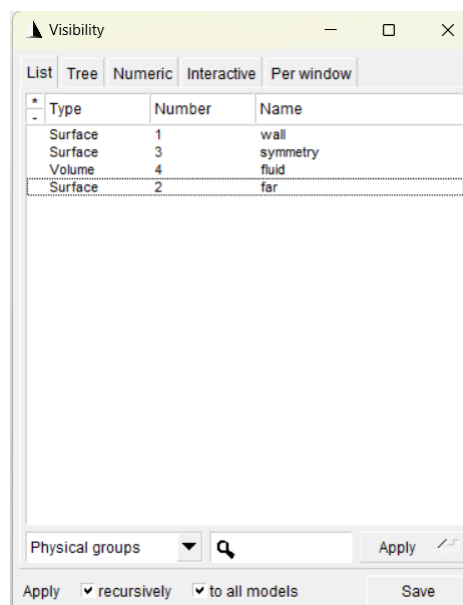 Visibility
List Tree Numeric Interactive Per window
* - Type Number Name
Surface 1 wall
Surface 3 symmetry
Volume 4 fluid
Surface 2 far
Physical groups Apply
Apply recursively to all models Save